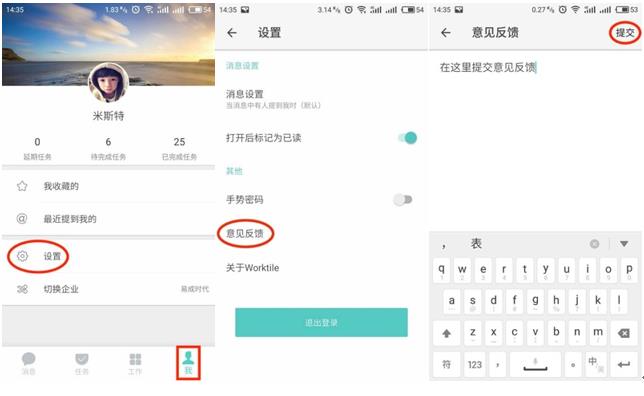 14:35
1.83 K/s
54
米斯特
0
6
25
延期任务
待完成任务
已完成任务
我收藏的
@
最近提到我的
设置
切换企业
易成时代
消息
任务
工作
我
14:35
3.14 K/s
54
设置
消息设置
消息设置
当消息中有人提到我时（默认）
打开后标记为已读
其他
手势密码
意见反馈
关于Worktile
退出登录
14:35
0.27 K/s
53
意见反馈
提交
在这里提交意见反馈
， 表
q w e r t y u i o p
a s d f g h j k l
z x c v b n m
符 123 ， 。 中